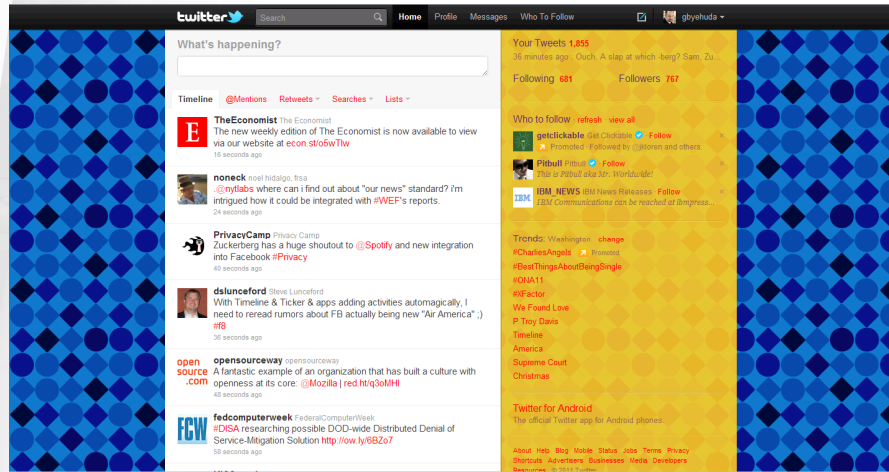 twitter Search Home Profile Messages Who To Follow gbyehuda
What's happening?
Timeline @Mentions Retweets Searches Lists
TheEconomist The Economist
The new weekly edition of The Economist is now available to view
via our website at econ.st/o5wTlw
16 seconds ago
noneck noel hidalgo, frsa
.@nytlabs where can i find out about "our news" standard? i'm
intrigued how it could be integrated with #WEF's reports.
24 seconds ago
PrivacyCamp Privacy Camp
Zuckerberg has a huge shoutout to @Spotify and new integration
into Facebook #Privacy
40 seconds ago
dslunceford Steve Lunceford
With Timeline & Ticker & apps adding activities automagically, I
need to reread rumors about FB actually being new "Air America" ;)
#f8
36 seconds ago
open
source
.com
opensourceway opensourceway
A fantastic example of an organization that has built a culture with
openness at its core: @Mozilla | red.ht/q3oMHl
48 seconds ago
FCW
fedcomputerweek FederalComputerWeek
#DISA researching possible DOD-wide Distributed Denial of
Service-Mitigation Solution http://ow.ly/6BZo7
58 seconds ago
Your Tweets 1,855
36 minutes ago . Ouch. A slap at which -berg? Sam. Zu...
Following 681 Followers 767
Who to follow · refresh · view all
getclickable Get Clickable · Follow ×
Promoted · Followed by @jldoren and others.
Pitbull Pitbull · Follow ×
This is Pitbull aka Mr. Worldwide!
IBM
IBM_NEWS IBM News Releases · Follow ×
IBM Communications can be reached at ibmpress...
Trends: Washington · change
#CharliesAngels Promoted
#BestThingsAboutBeingSingle
#ONA11
#XFactor
We Found Love
P Troy Davis
Timeline
America
Supreme Court
Christmas
Twitter for Android
The official Twitter app for Android phones.
About Help Blog Mobile Status Jobs Terms Privacy
Shortcuts Advertisers Businesses Media Developers
Resources © 2011 Twitter